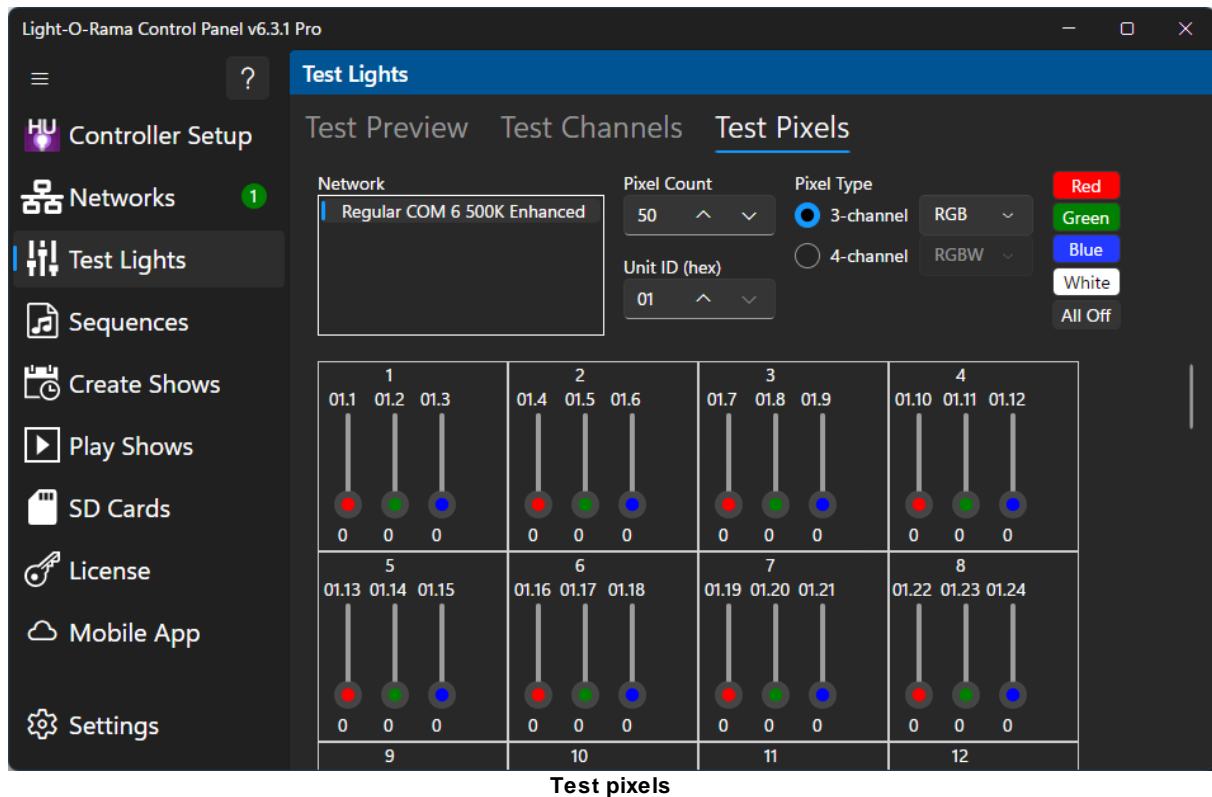 Light-O-Rama Control Panel v6.3.1 Pro
?
Test Lights
HU Controller Setup
Networks 1
Test Lights
Sequences
Create Shows
Play Shows
SD Cards
License
Mobile App
Settings
Test Preview Test Channels Test Pixels
Network
Regular COM 6 500K Enhanced
Pixel Count
50
Unit ID (hex)
01
Pixel Type
3-channel RGB
4-channel RGBW
Red
Green
Blue
White
All Off
1 2 3 4
01.1 01.2 01.3 01.4 01.5 01.6 01.7 01.8 01.9 01.10 01.11 01.12
0 0 0 0 0 0 0 0 0 0 0 0
5 6 7 8
01.13 01.14 01.15 01.16 01.17 01.18 01.19 01.20 01.21 01.22 01.23 01.24
0 0 0 0 0 0 0 0 0 0 0 0
9 10 11 12
Test pixels